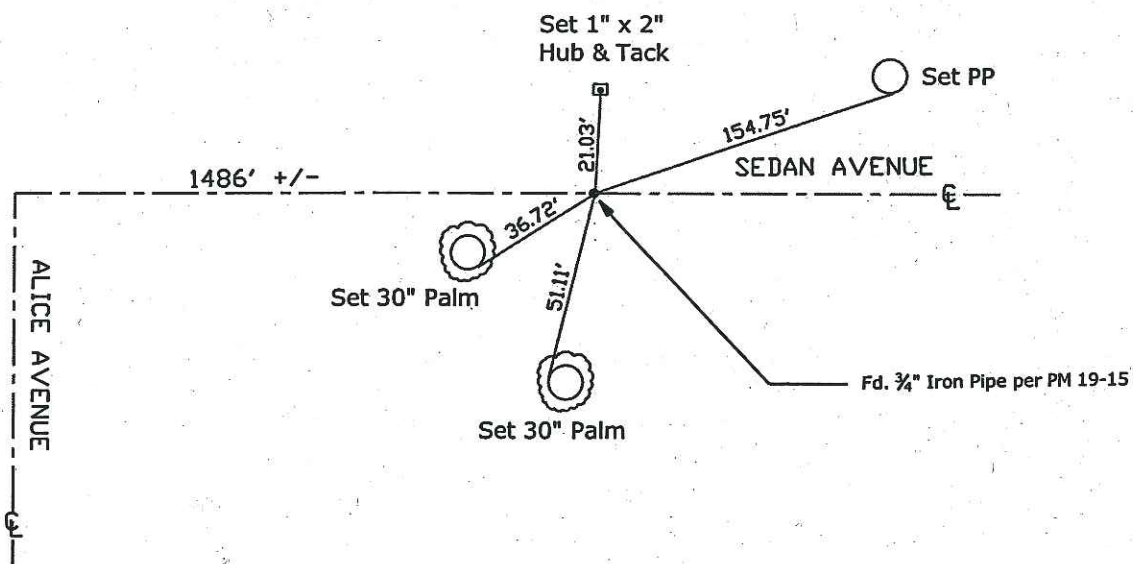 Set 1" x 2"
Hub & Tack
Set PP
154.75'
21.03'
SEDAN AVENUE
1486' +/-
℄
36.72'
51.11'
Set 30" Palm
ALICE AVENUE
Fd. ¾" Iron Pipe per PM 19-15
Set 30" Palm
℄